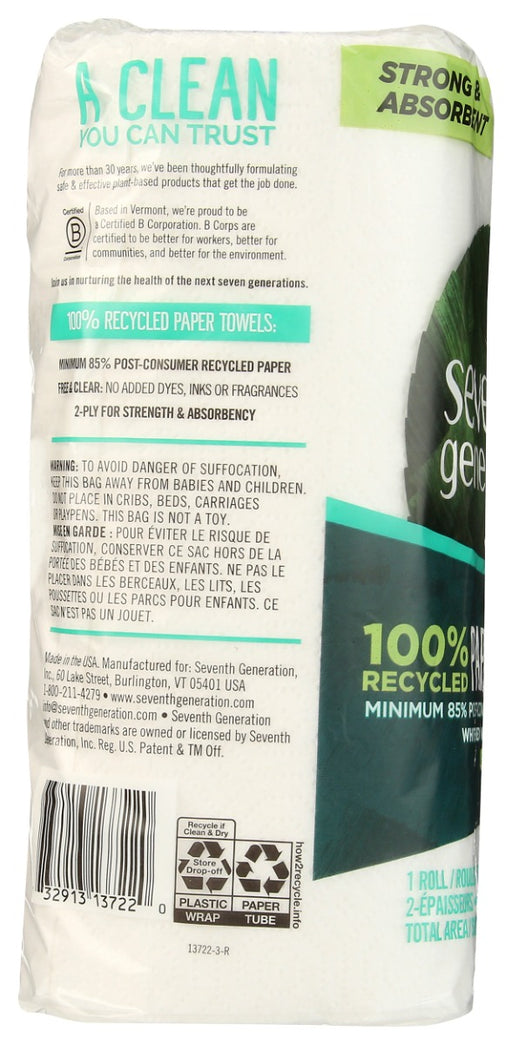 A CLEAN
YOU CAN TRUST
For more than 30 years, we've been thoughtfully formulating
safe & effective plant-based products that get the job done.
Certified
B
Corporation
Based in Vermont, we're proud to be
a Certified B Corporation. B Corps are
certified to be better for workers, better for
communities, and better for the environment.
Join us in nurturing the health of the next seven generations.
100% RECYCLED PAPER TOWELS:
MINIMUM 85% POST-CONSUMER RECYCLED PAPER
FREE & CLEAR: NO ADDED DYES, INKS OR FRAGRANCES
2-PLY FOR STRENGTH & ABSORBENCY
WARNING: TO AVOID DANGER OF SUFFOCATION,
KEEP THIS BAG AWAY FROM BABIES AND CHILDREN.
DO NOT PLACE IN CRIBS, BEDS, CARRIAGES
OR PLAYPENS. THIS BAG IS NOT A TOY.
MISE EN GARDE : POUR ÉVITER LE RISQUE DE
SUFFOCATION, CONSERVER CE SAC HORS DE LA
PORTÉE DES BÉBÉS ET DES ENFANTS. NE PAS LE
PLACER DANS LES BERCEAUX, LES LITS, LES
POUSSETTES OU LES PARCS POUR ENFANTS. CE
SAC N'EST PAS UN JOUET.
Made in the USA. Manufactured for: Seventh Generation,
Inc., 60 Lake Street, Burlington, VT 05401 USA
1-800-211-4279 • www.seventhgeneration.com
info@seventhgeneration.com • Seventh Generation
and other trademarks are owned or licensed by Seventh
Generation, Inc. Reg. U.S. Patent & TM Off.
32913 13722 0
Recycle if
Clean & Dry
Store
Drop-off
PLASTIC
WRAP
PAPER
TUBE
how2recycle.info
13722-3-R
STRONG &
ABSORBENT
seve
gene
100%
RECYCLED
PAP
MINIMUM 85%
1 ROLL / ROUL
2-ÉPAISSEURS
TOTAL AREA /